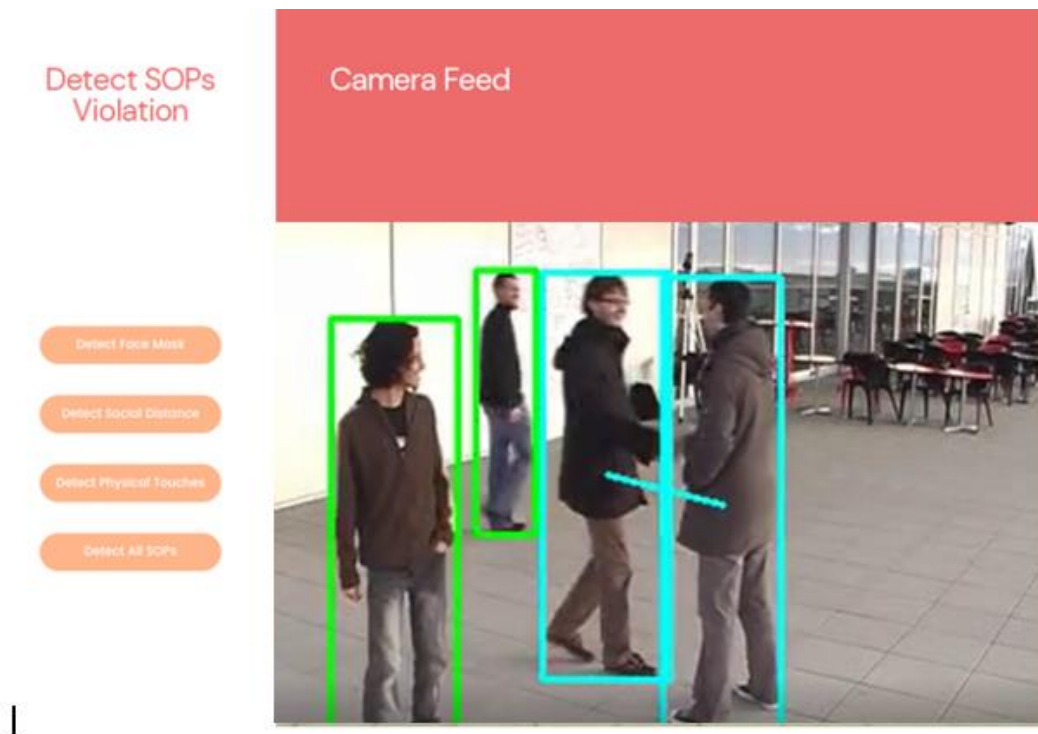 Detect SOPs
Violation
Camera Feed
Detect Face Mask
Detect Social Distance
Detect Physical Touches
Detect All SOPs